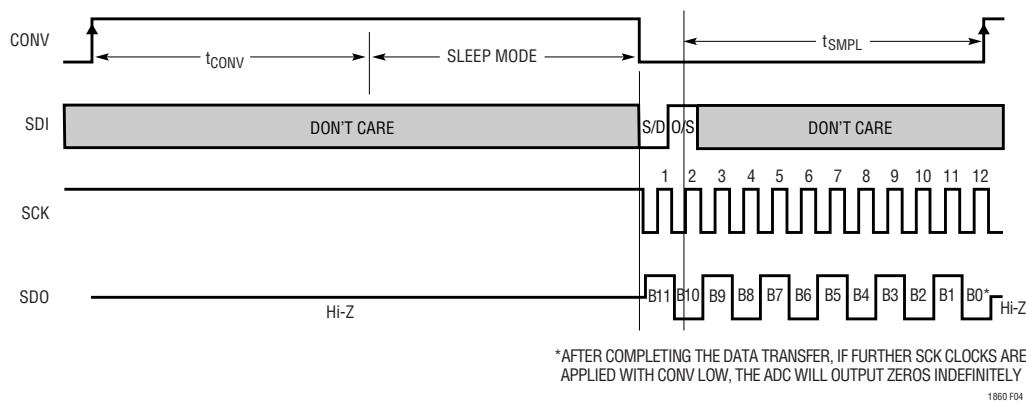 CONV
tCONV
SLEEP MODE
tSMPL
SDI
DON'T CARE
S/D
O/S
DON'T CARE
1 2 3 4 5 6 7 8 9 10 11 12
SCK
SDO
Hi-Z
B11 B10 B9 B8 B7 B6 B5 B4 B3 B2 B1 B0*
Hi-Z
*AFTER COMPLETING THE DATA TRANSFER, IF FURTHER SCK CLOCKS ARE
APPLIED WITH CONV LOW, THE ADC WILL OUTPUT ZEROS INDEFINITELY
1860 F04